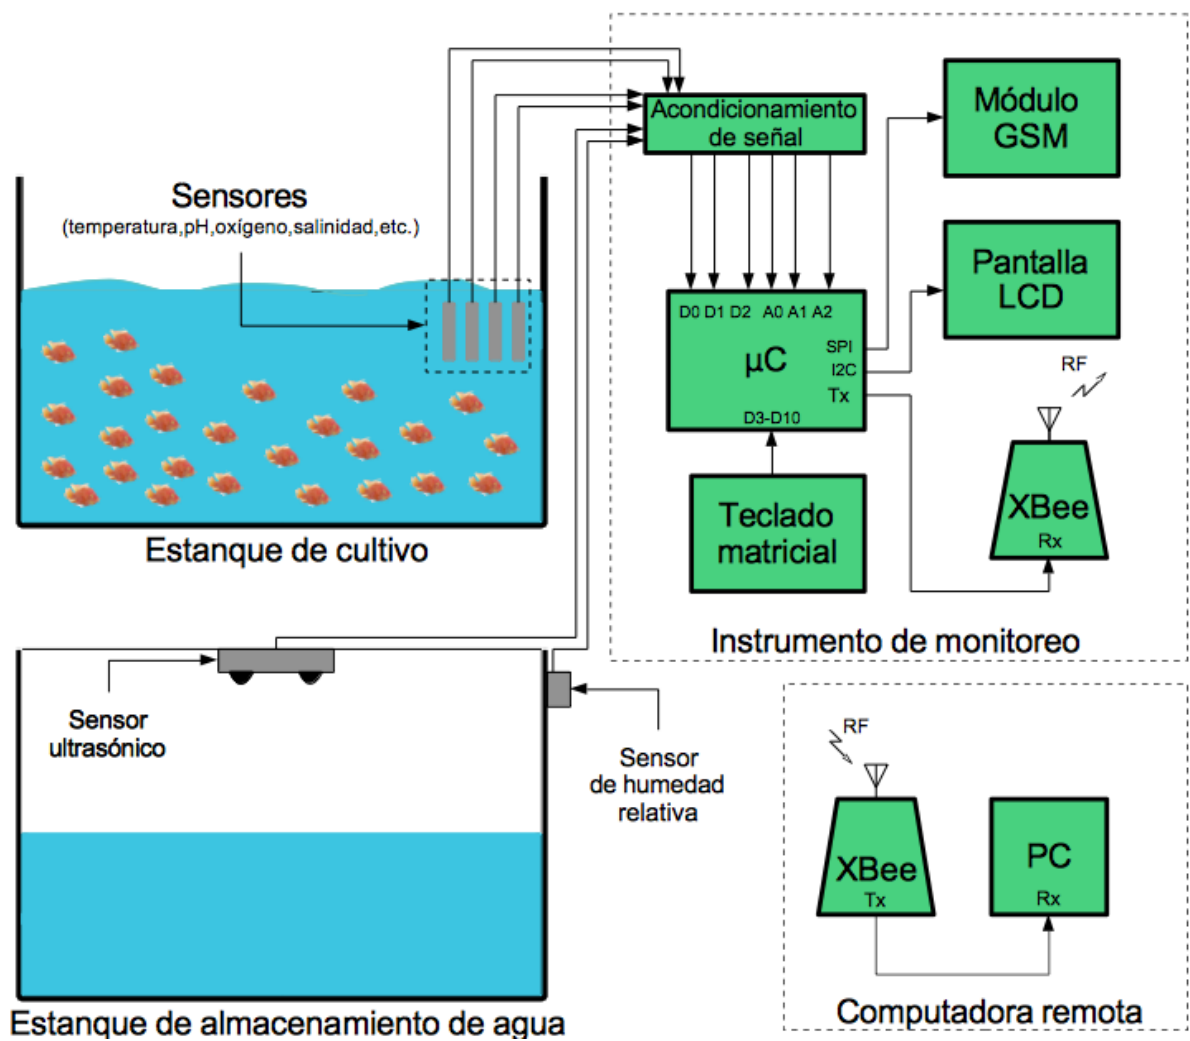 Sensores
(temperatura,pH,oxígeno,salinidad,etc.)
Estanque de cultivo
Sensor
ultrasónico
Sensor
de humedad
relativa
Estanque de almacenamiento de agua
Acondicionamiento
de señal
Módulo
GSM
Pantalla
LCD
D0 D1 D2 A0 A1 A2
µC
SPI
I2C
Tx
D3-D10
Teclado
matricial
RF
XBee
Rx
Instrumento de monitoreo
RF
XBee
Tx
PC
Rx
Computadora remota